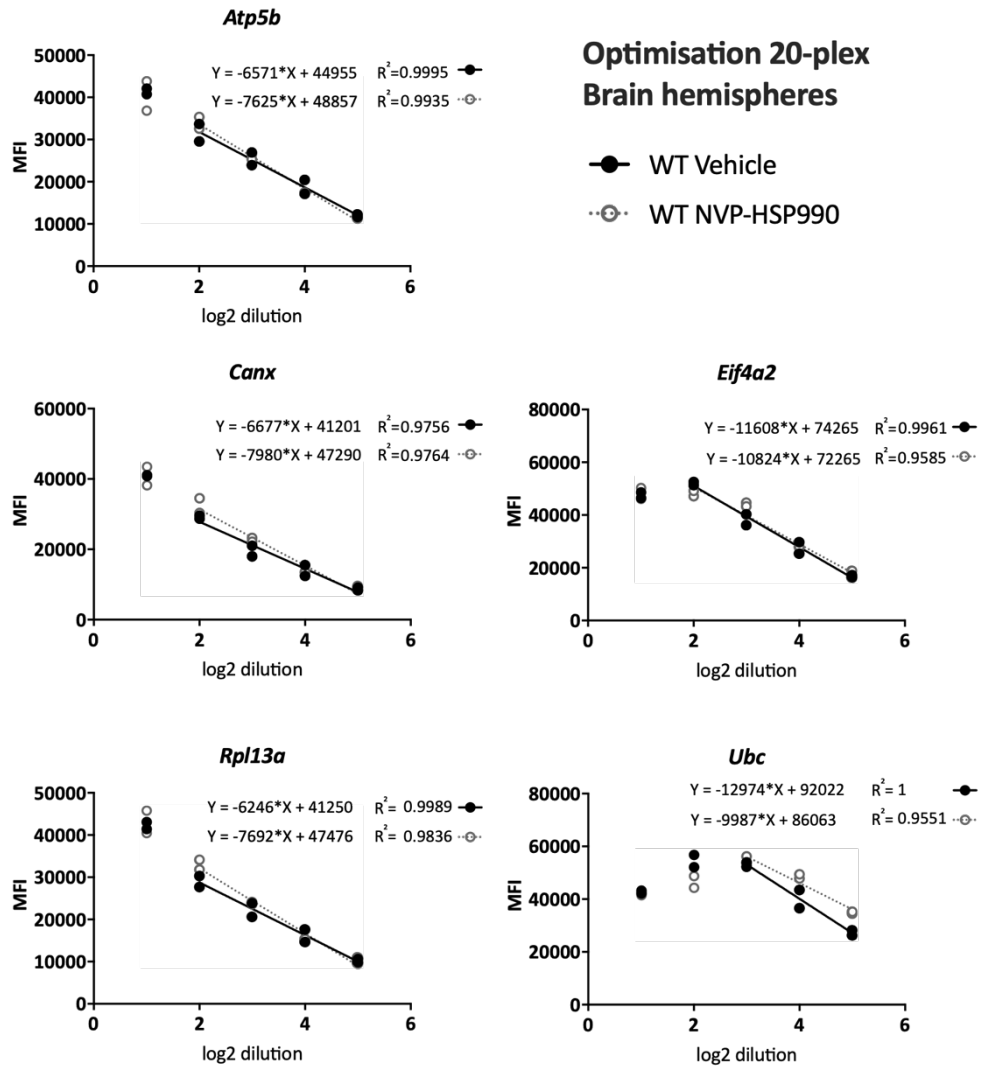 Atp5b
Y = -6571*X + 44955 R²=0.9995
Y = -7625*X + 48857 R²=0.9935
50000
40000
30000
20000
10000
0
MFI
0 2 4 6
log2 dilution
Optimisation 20-plex
Brain hemispheres
WT Vehicle
WT NVP-HSP990
Canx
Y = -6677*X + 41201 R²=0.9756
Y = -7980*X + 47290 R²=0.9764
60000
40000
20000
0
MFI
0 2 4 6
log2 dilution
Eif4a2
Y = -11608*X + 74265 R²=0.9961
Y = -10824*X + 72265 R²=0.9585
80000
60000
40000
20000
0
MFI
0 2 4 6
log2 dilution
Rpl13a
Y = -6246*X + 41250 R²= 0.9989
Y = -7692*X + 47476 R²= 0.9836
50000
40000
30000
20000
10000
0
MFI
0 2 4 6
log2 dilution
Ubc
Y = -12974*X + 92022 R²= 1
Y = -9987*X + 86063 R²= 0.9551
80000
60000
40000
20000
0
MFI
0 2 4 6
log2 dilution